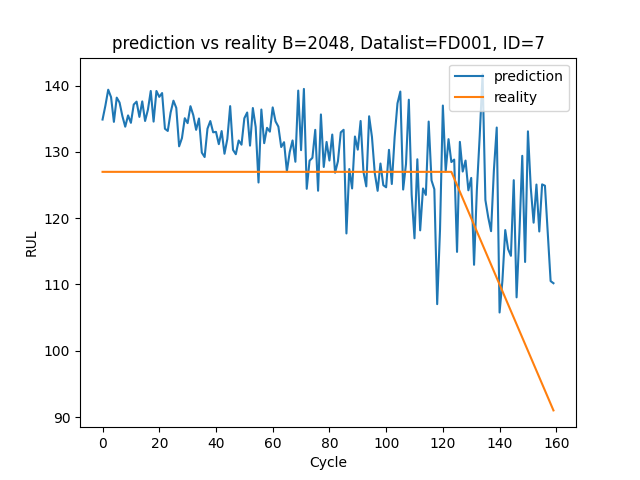 prediction vs reality B=2048, Datalist=FD001, ID=7
prediction
reality
RUL
140
130
120
110
100
90
0 20 40 60 80 100 120 140 160
Cycle